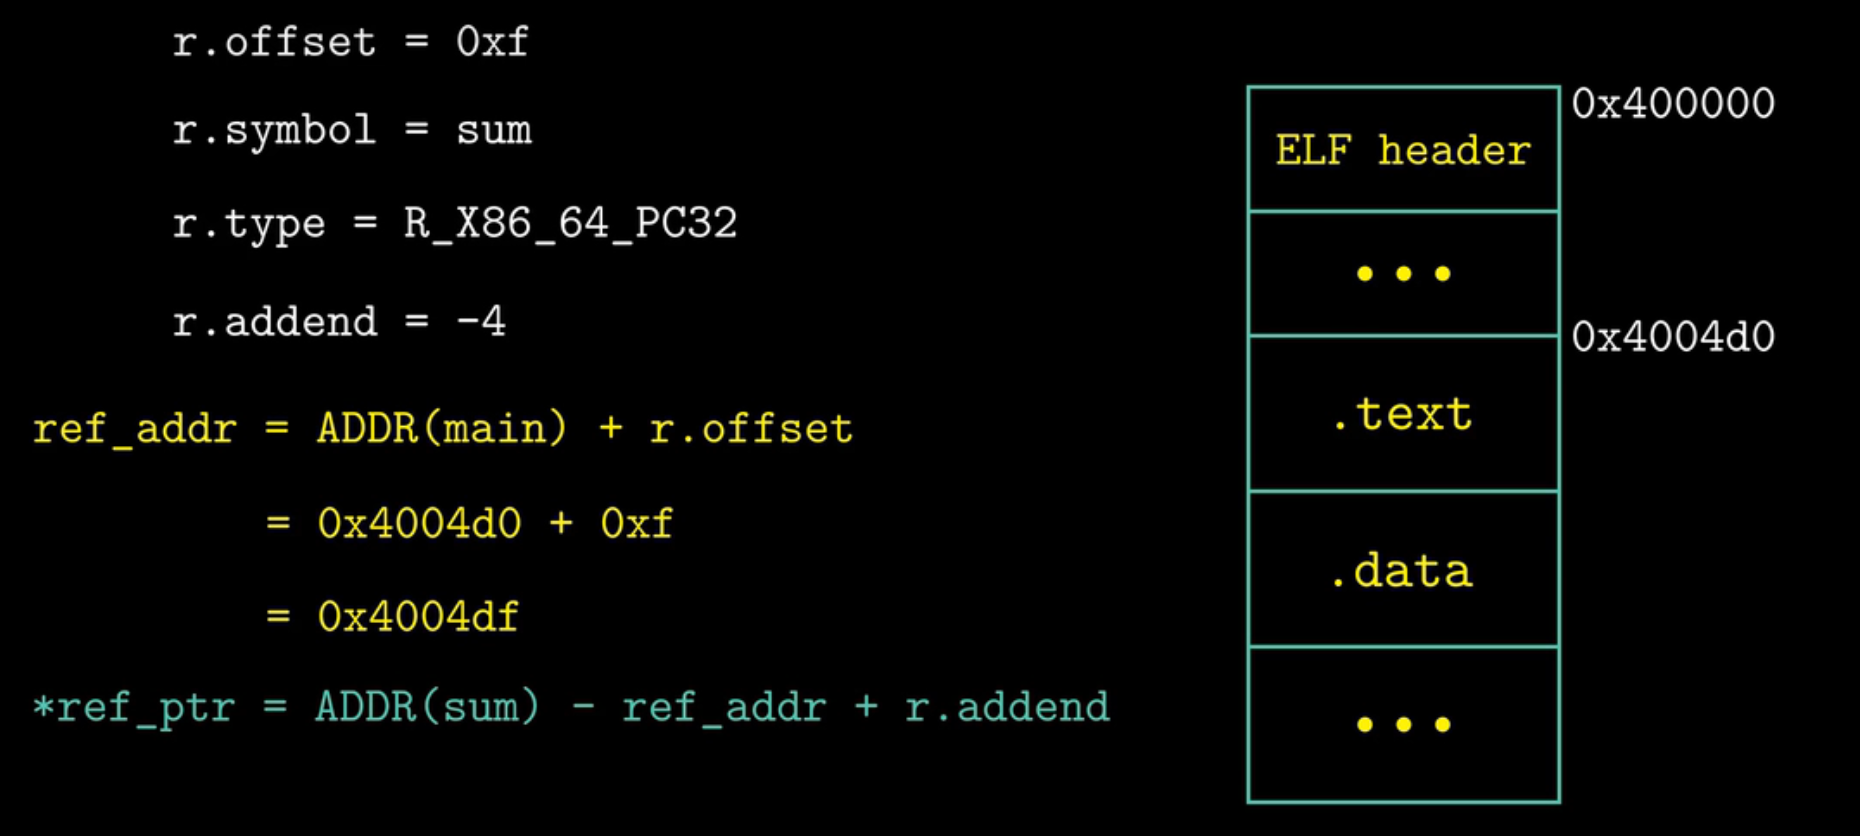 r.offset = 0xf
r.symbol = sum
r.type = R_X86_64_PC32
r.addend = -4
ref_addr = ADDR(main) + r.offset
= 0x4004d0 + 0xf
= 0x4004df
*ref_ptr = ADDR(sum) - ref_addr + r.addend
0x400000
ELF header
•••
0x4004d0
.text
.data
•••